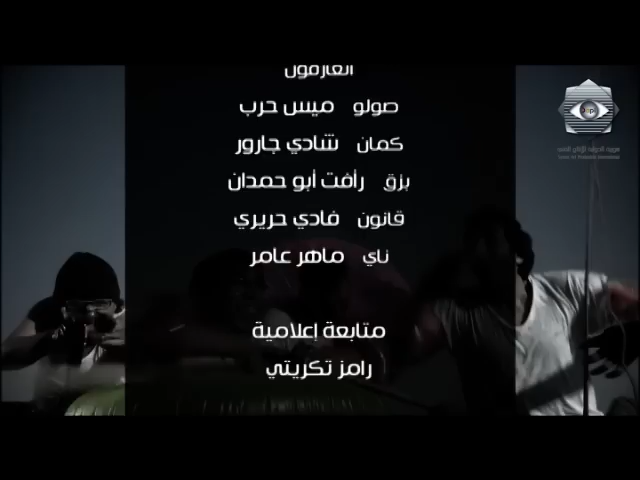 العازفون
صولو ميس حرب
كمان شادي جارور
بزق رأفت أبو حمدان
قانون فادي حريري
ناي ماهر عامر
متابعة إعلامية
رامز تكريتي